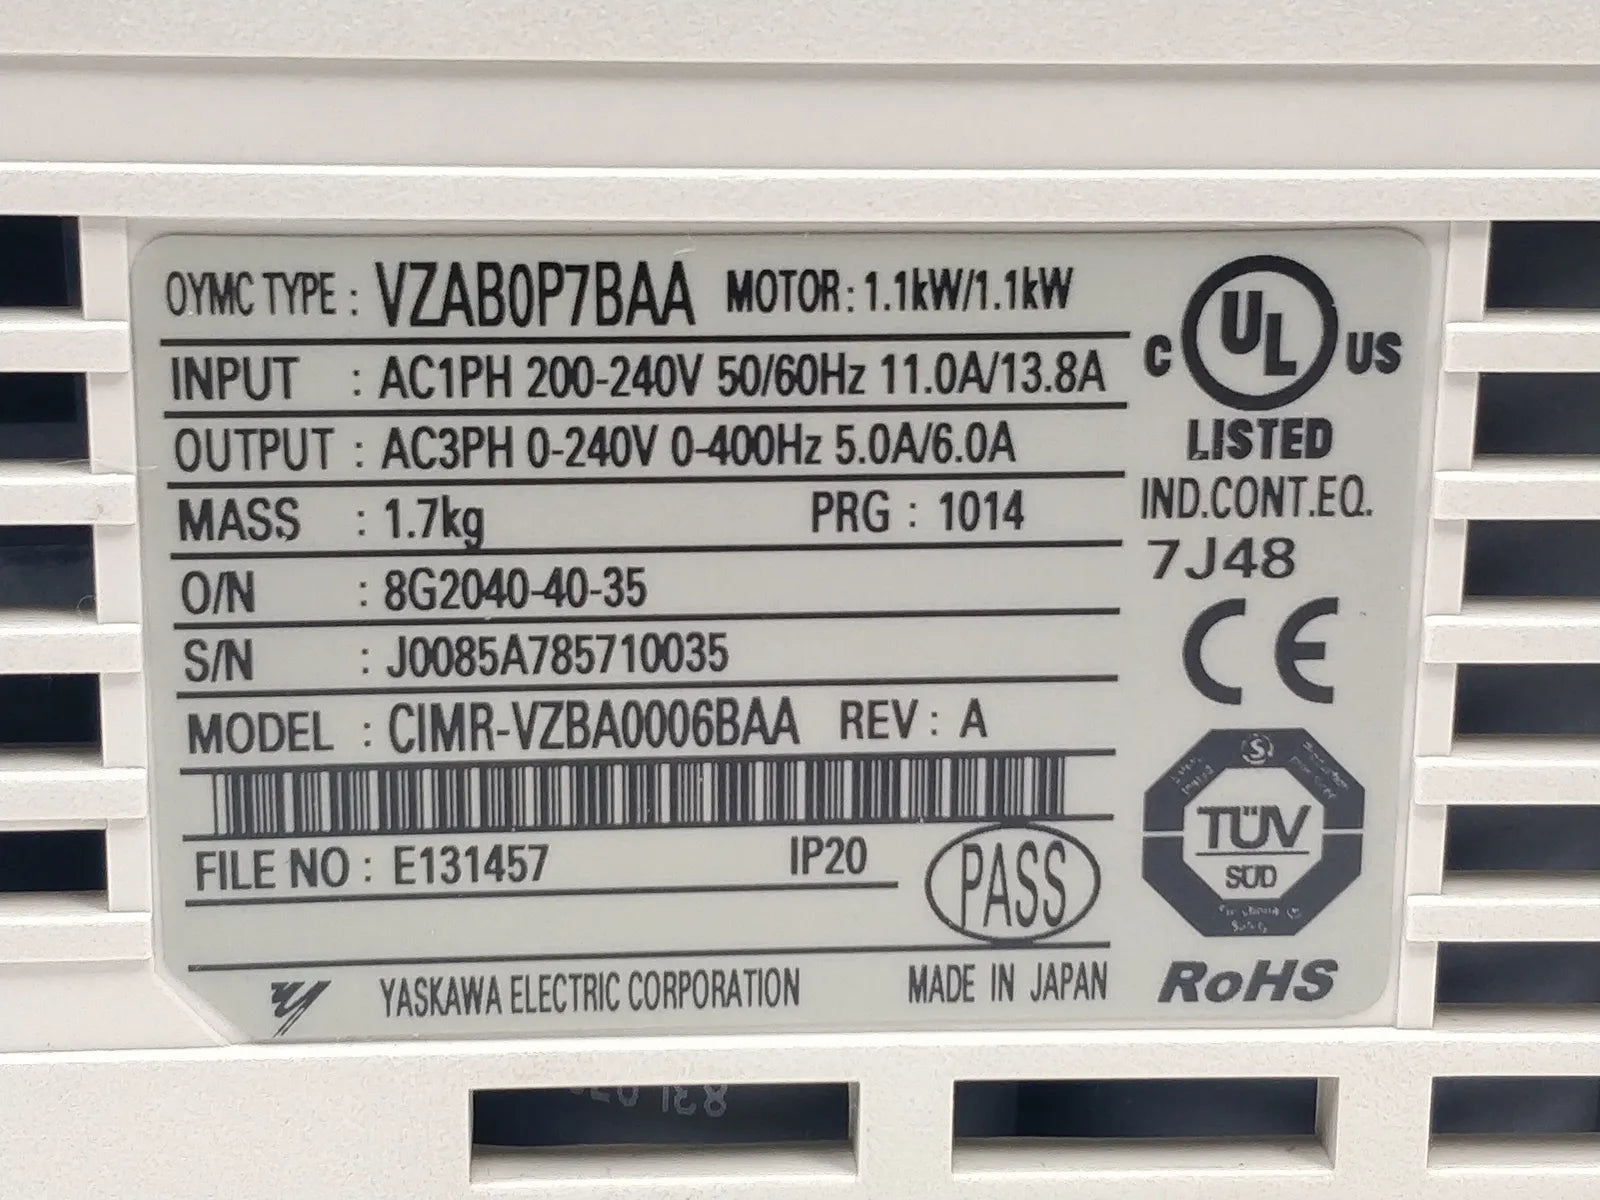 OYMC TYPE : VZAB0P7BAA MOTOR : 1.1kW/1.1kW
INPUT : AC1PH 200-240V 50/60Hz 11.0A/13.8A
OUTPUT : AC3PH 0-240V 0-400Hz 5.0A/6.0A
MASS : 1.7kg PRG : 1014
O/N : 8G2040-40-35
S/N : J0085A785710035
MODEL : CIMR-VZBA0006BAA REV : A
FILE NO : E131457 IP20
PASS
YASKAWA ELECTRIC CORPORATION MADE IN JAPAN
C UL US
LISTED
IND.CONT.EQ.
7J48
CE
TÜV
SÜD
RoHS